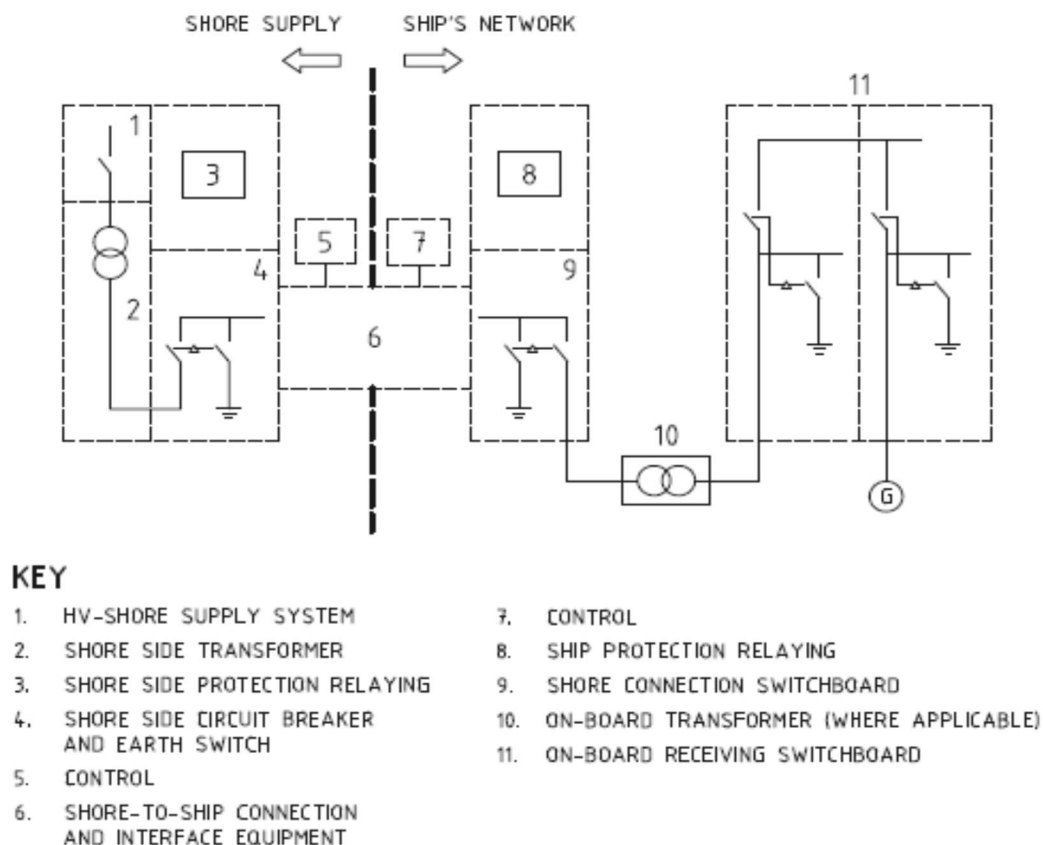 SHORE SUPPLY SHIP'S NETWORK
11
1
3
8
5
7
4
9
2
6
10
G
KEY
1. HV-SHORE SUPPLY SYSTEM
2. SHORE SIDE TRANSFORMER
3. SHORE SIDE PROTECTION RELAYING
4. SHORE SIDE CIRCUIT BREAKER
AND EARTH SWITCH
5. CONTROL
6. SHORE-TO-SHIP CONNECTION
AND INTERFACE EQUIPMENT
7. CONTROL
8. SHIP PROTECTION RELAYING
9. SHORE CONNECTION SWITCHBOARD
10. ON-BOARD TRANSFORMER (WHERE APPLICABLE)
11. ON-BOARD RECEIVING SWITCHBOARD